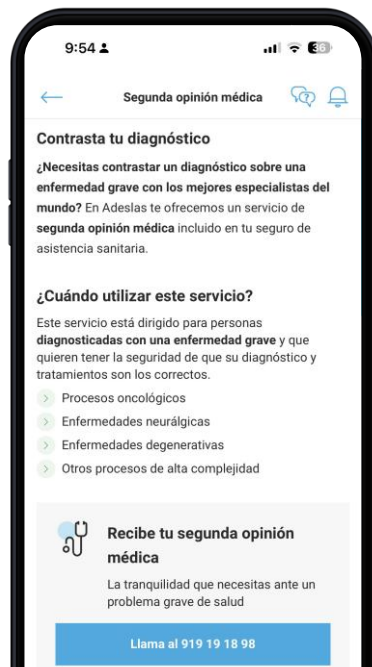 9:54
36
Segunda opinión médica
Contrasta tu diagnóstico
¿Necesitas contrastar un diagnóstico sobre una
enfermedad grave con los mejores especialistas del
mundo? En Adeslas te ofrecemos un servicio de
segunda opinión médica incluido en tu seguro de
asistencia sanitaria.
¿Cuándo utilizar este servicio?
Este servicio está dirigido para personas
diagnosticadas con una enfermedad grave y que
quieren tener la seguridad de que su diagnóstico y
tratamientos son los correctos.
Procesos oncológicos
Enfermedades neurálgicas
Enfermedades degenerativas
Otros procesos de alta complejidad
Recibe tu segunda opinión
médica
La tranquilidad que necesitas ante un
problema grave de salud
Llama al 919 19 18 98